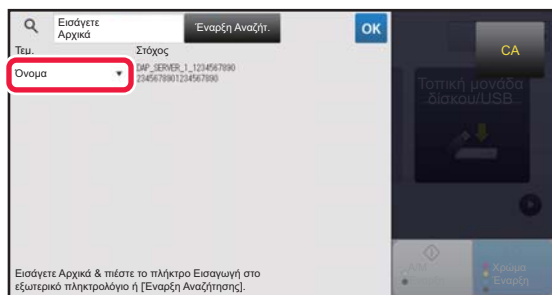 Εισάγετε
Αρχικά
Έναρξη Αναζήτ.
OK
CA
Τεμ.
Στόχος
Όνομα
DAP_SERVER_1_1234567890
2345678901234567890
Τοπική μονάδα
δίσκου/USB
Εισάγετε Αρχικά & πιέστε το πλήκτρο Εισαγωγή στο
εξωτερικό πληκτρολόγιο ή [Έναρξη Αναζήτησης].
Χρώμα
Έναρξη